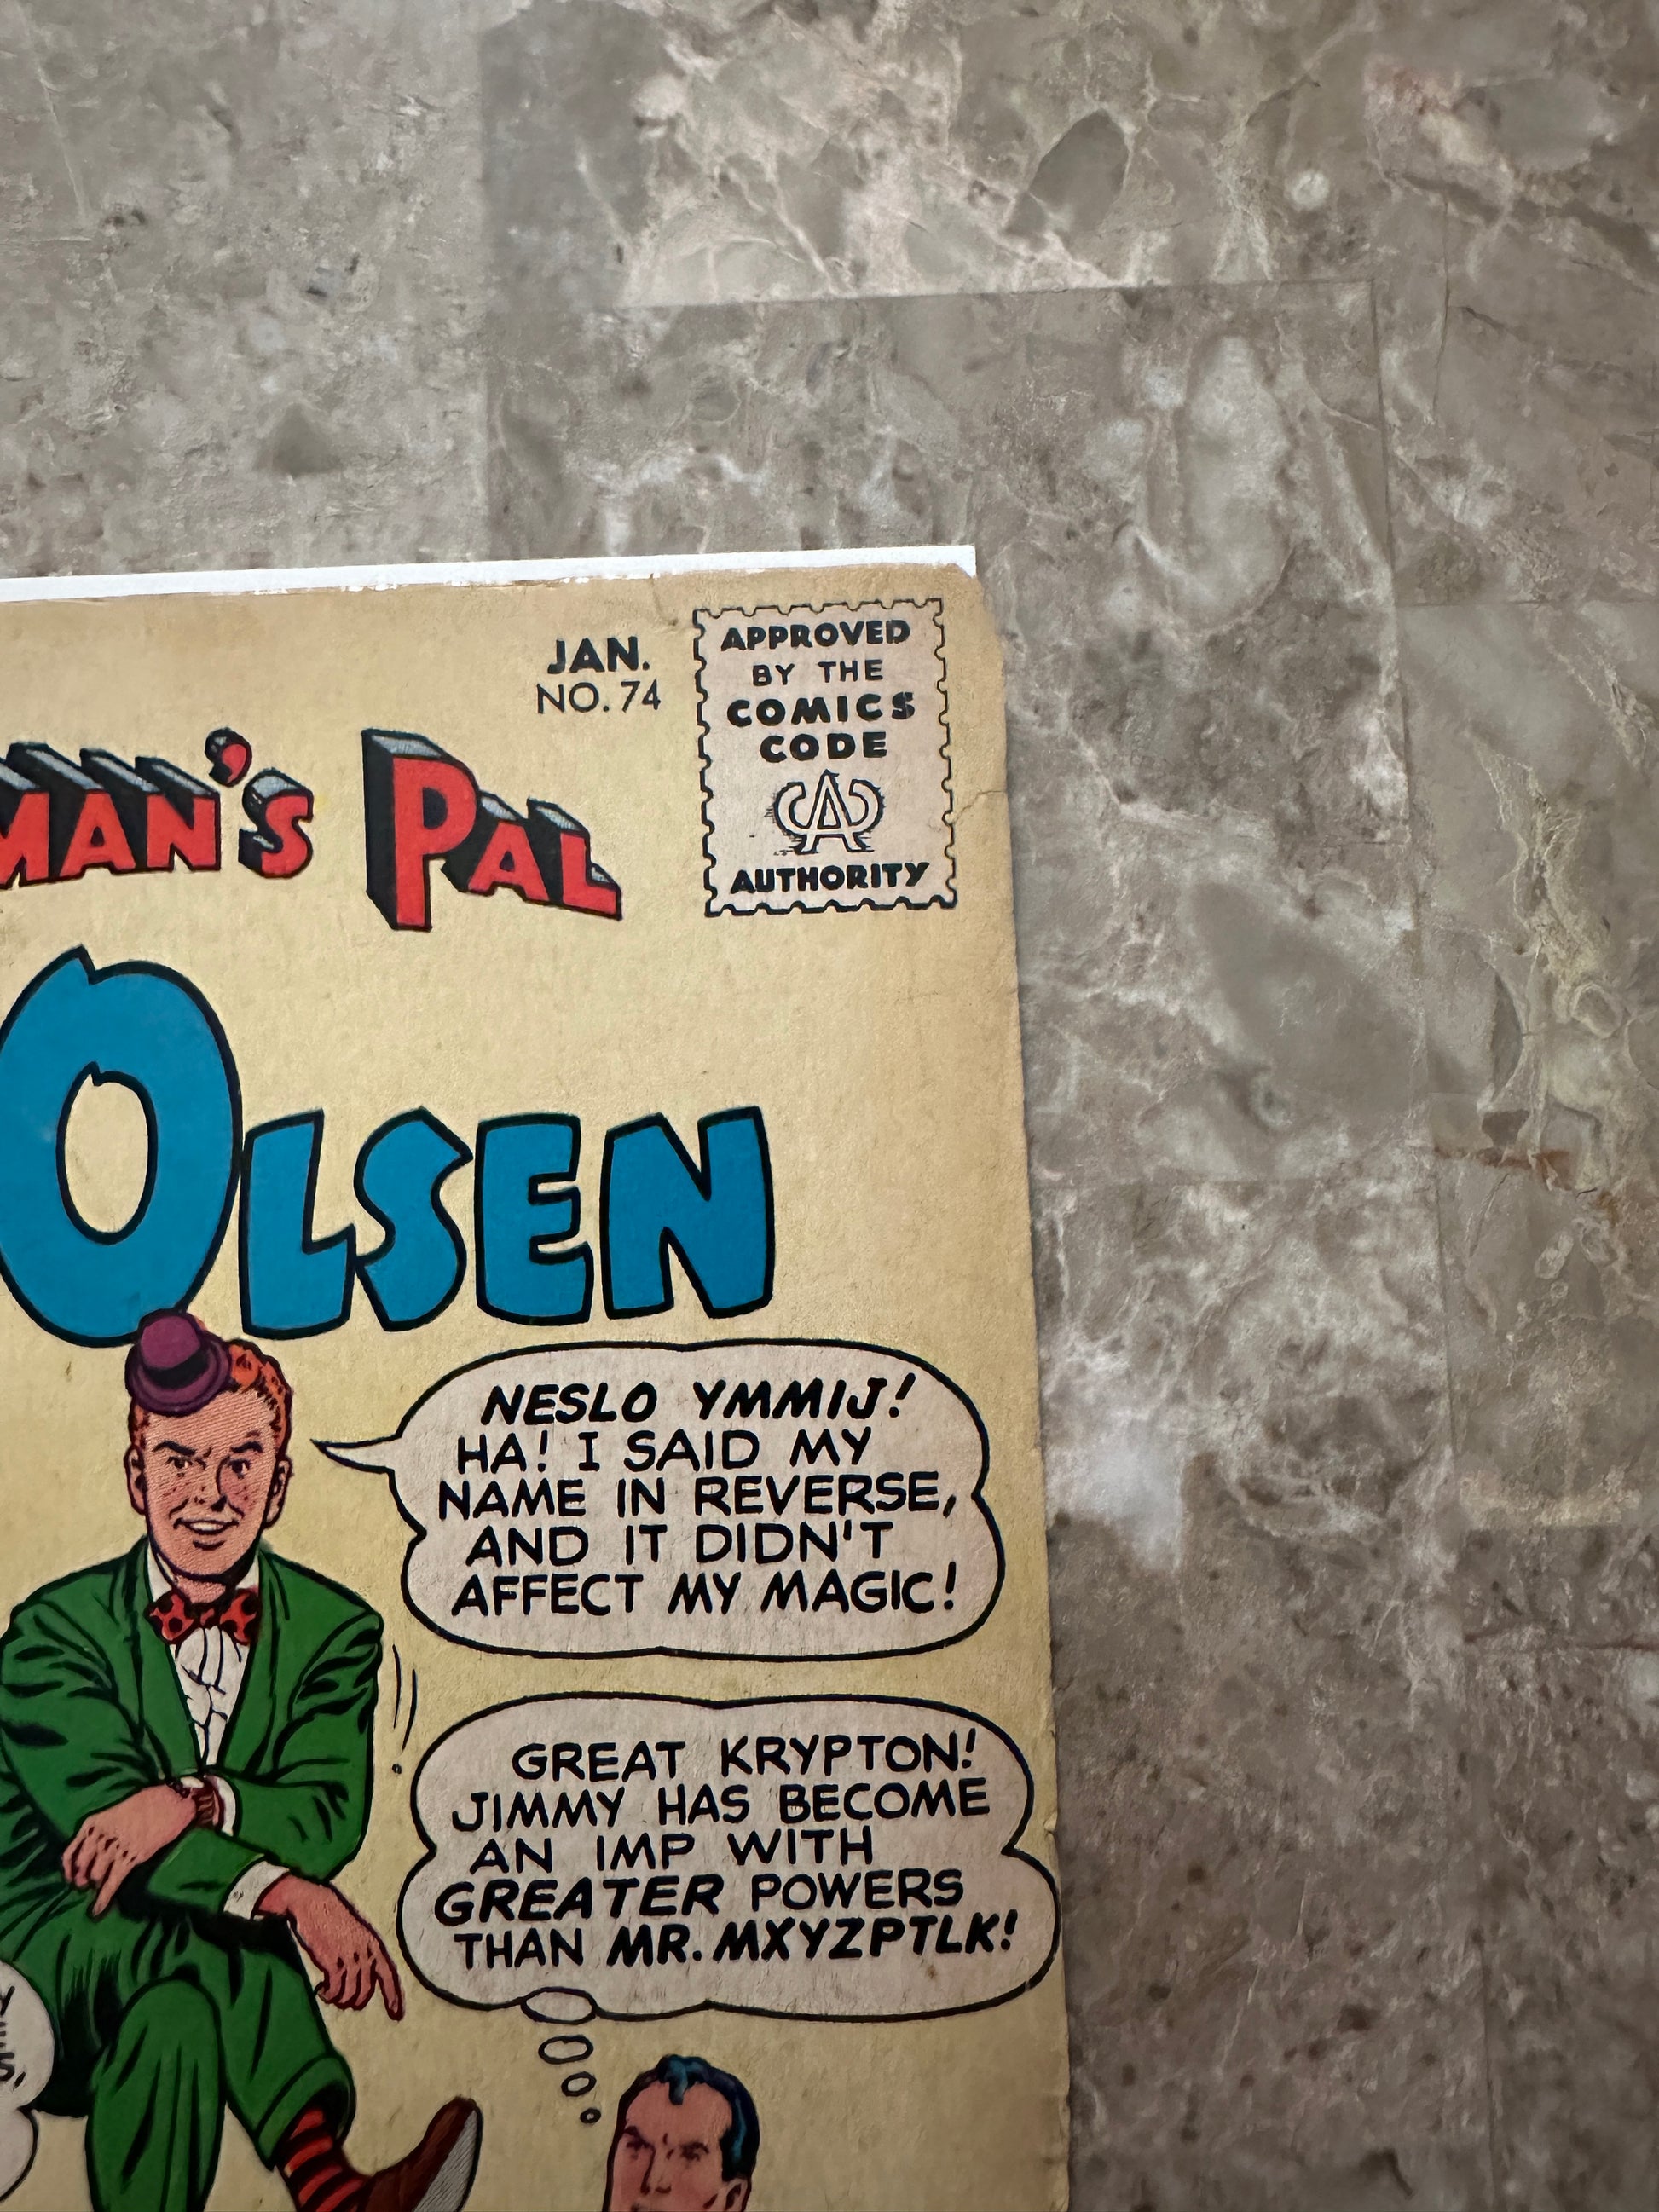 JAN.
NO. 74
APPROVED
BY THE
COMICS
CODE
CA
AUTHORITY
MAN'S PAL
OLSEN
NESLO YMMIJ!
HA! I SAID MY
NAME IN REVERSE,
AND IT DIDN'T
AFFECT MY MAGIC!
GREAT KRYPTON!
JIMMY HAS BECOME
AN IMP WITH
GREATER POWERS
THAN MR. MXYZPTLK!